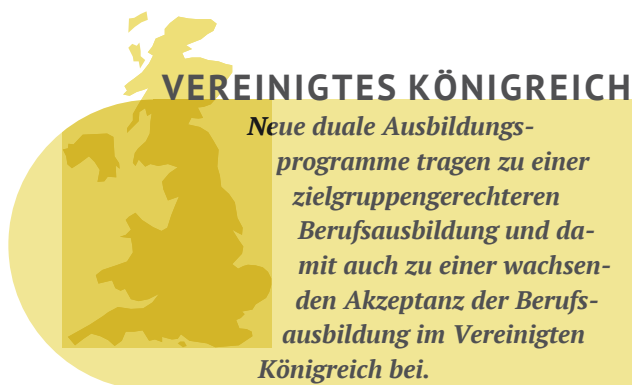 VEREINIGTES KÖNIGREICH
Neue duale Ausbildungs-
programme tragen zu einer
zielgruppengerechteren
Berufsausbildung und da-
mit auch zu einer wachsen-
den Akzeptanz der Berufs-
ausbildung im Vereinigten
Königreich bei.